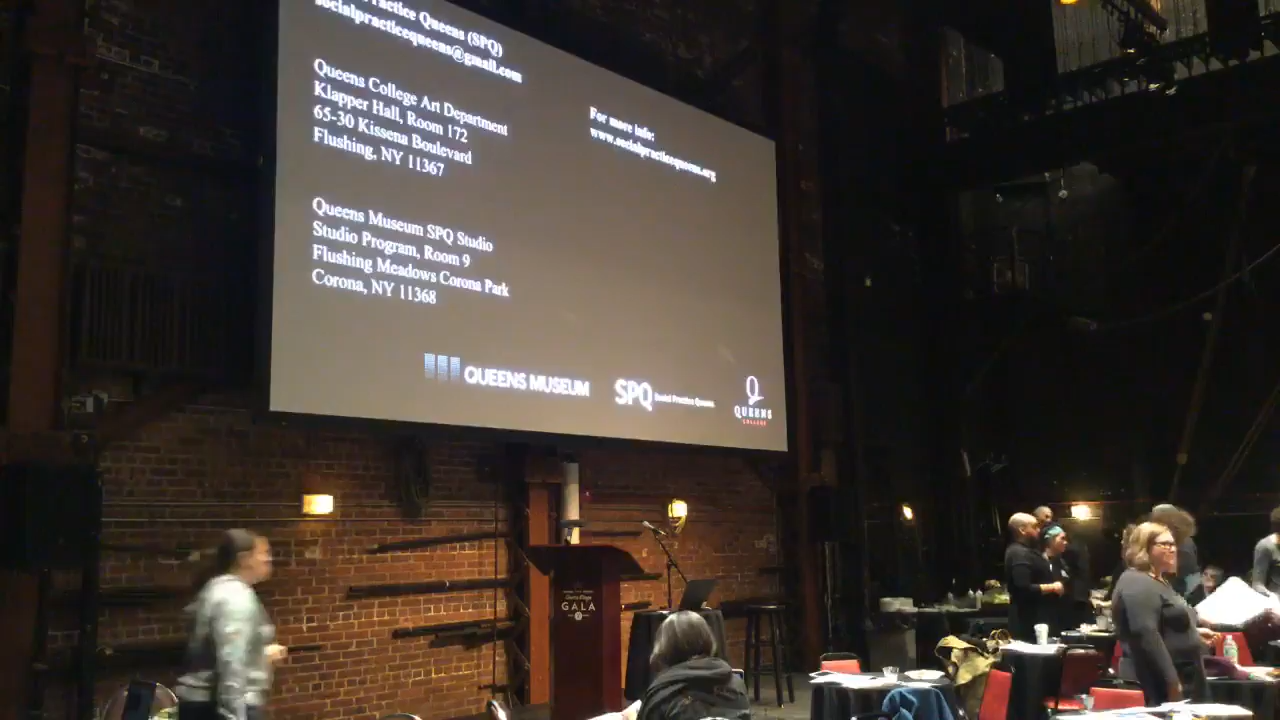 Practice Queens (SPQ)
socialpracticequeens@gmail.com
Queens College Art Department
Klapper Hall, Room 172
65-30 Kissena Boulevard
Flushing, NY 11367
Queens Museum SPQ Studio
Studio Program, Room 9
Flushing Meadows Corona Park
Corona, NY 11368
For more info:
www.socialpracticequeens.org
QUEENS MUSEUM
SPQ Social Practice Queens
QUEENS
COLLEGE
GALA